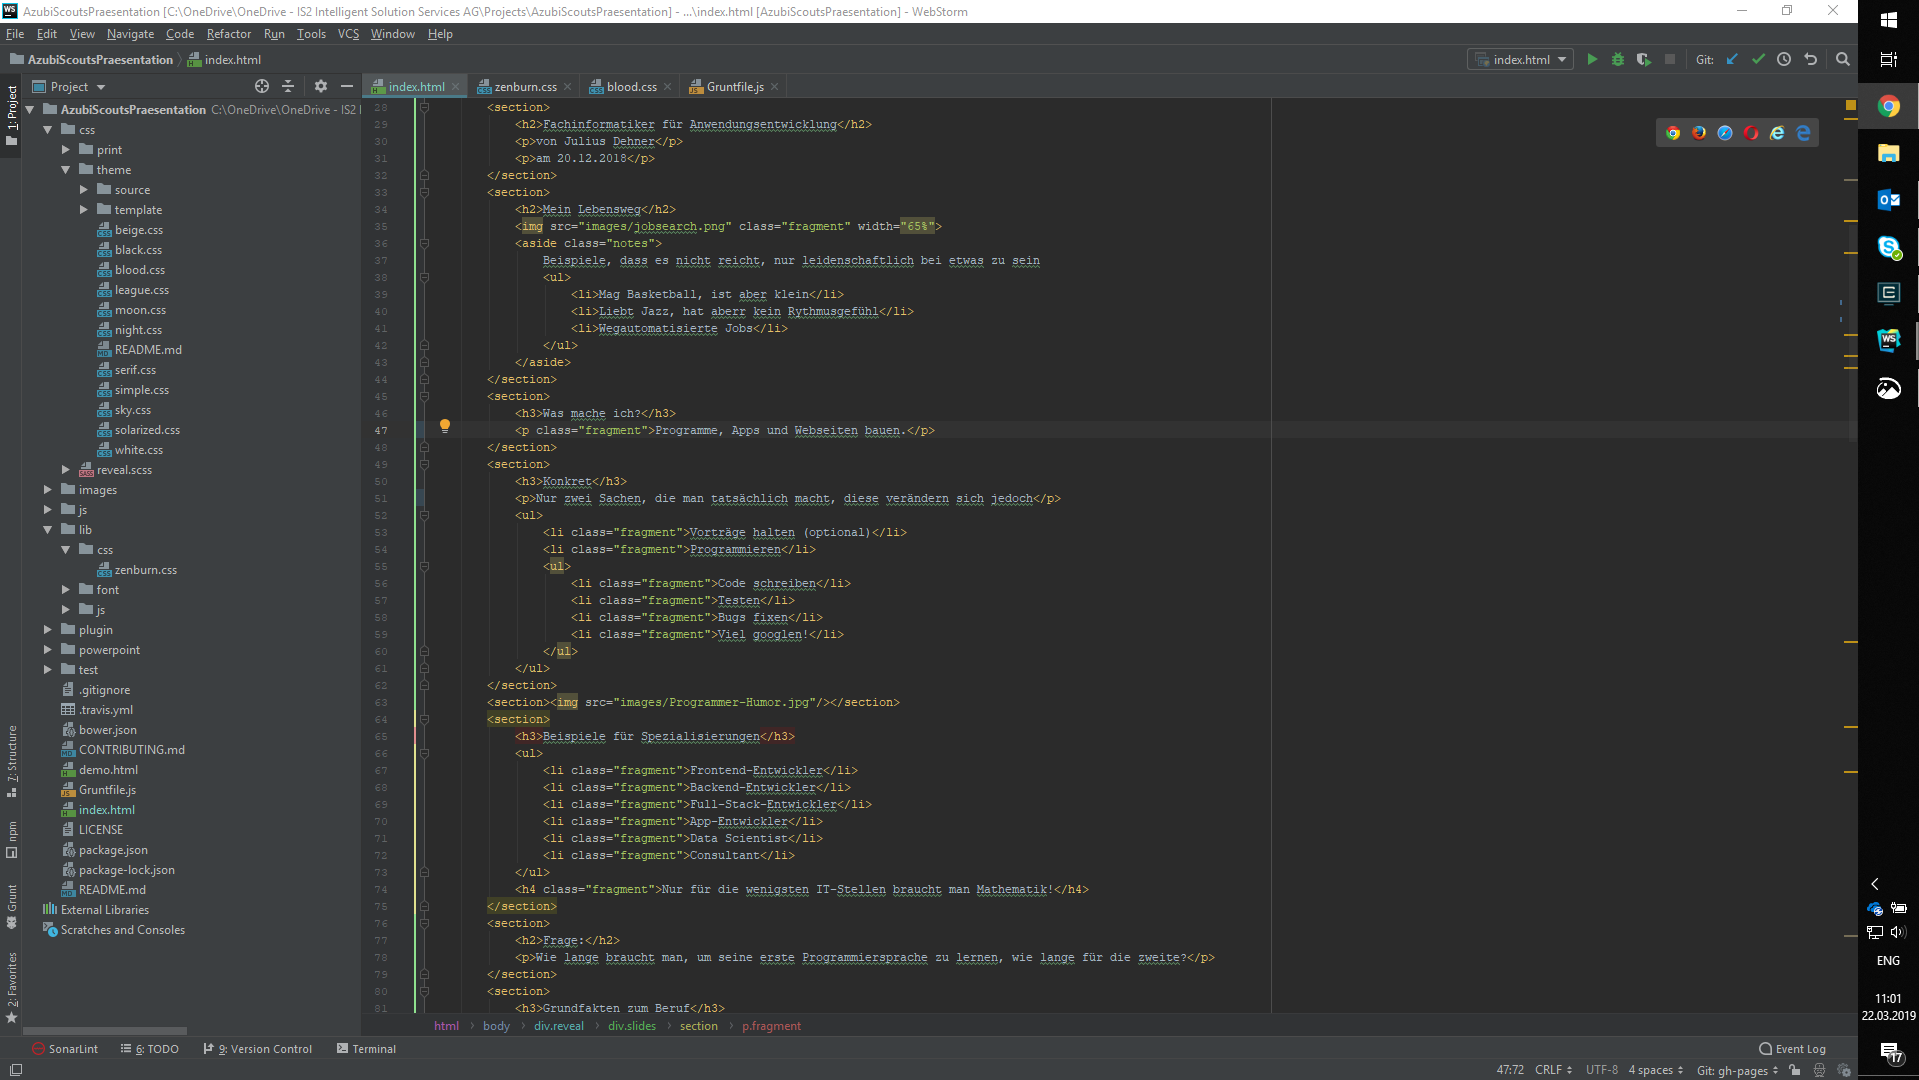 WS AzubiScoutsPraesentation [C:\OneDrive\OneDrive - IS2 Intelligent Solution Services AG\Projects\AzubiScoutsPraesentation] - ...\index.html [AzubiScoutsPraesentation] - WebStorm
File Edit View Navigate Code Refactor Run Tools VCS Window Help
AzubiScoutsPraesentation index.html
index.html Git:
Project
index.html zenburn.css blood.css Gruntfile.js
1: Project
7: Structure
npm
Grunt
2: Favorites
AzubiScoutsPraesentation C:\OneDrive\OneDrive - IS2 I
css
print
theme
source
template
beige.css
black.css
blood.css
league.css
moon.css
night.css
README.md
serif.css
simple.css
sky.css
solarized.css
white.css
reveal.scss
images
js
lib
css
zenburn.css
font
js
plugin
powerpoint
test
.gitignore
.travis.yml
bower.json
CONTRIBUTING.md
demo.html
Gruntfile.js
index.html
LICENSE
package.json
package-lock.json
README.md
External Libraries
Scratches and Consoles
28 <section>
29 <h2>Fachinformatiker für Anwendungsentwicklung</h2>
30 <p>von Julius Dehner</p>
31 <p>am 20.12.2018</p>
32 </section>
33 <section>
34 <h2>Mein Lebensweg</h2>
35 <img src="images/jobsearch.png" class="fragment" width="65%">
36 <aside class="notes">
37 Beispiele, dass es nicht reicht, nur leidenschaftlich bei etwas zu sein
38 <ul>
39 <li>Mag Basketball, ist aber klein</li>
40 <li>Liebt Jazz, hat aberr kein Rythmusgefühl</li>
41 <li>Wegautomatisierte Jobs</li>
42 </ul>
43 </aside>
44 </section>
45 <section>
46 <h3>Was mache ich?</h3>
47 <p class="fragment">Programme, Apps und Webseiten bauen.</p>
48 </section>
49 <section>
50 <h3>Konkret</h3>
51 <p>Nur zwei Sachen, die man tatsächlich macht, diese verändern sich jedoch</p>
52 <ul>
53 <li class="fragment">Vorträge halten (optional)</li>
54 <li class="fragment">Programmieren</li>
55 <ul>
56 <li class="fragment">Code schreiben</li>
57 <li class="fragment">Testen</li>
58 <li class="fragment">Bugs fixen</li>
59 <li class="fragment">Viel googlen!</li>
60 </ul>
61 </ul>
62 </section>
63 <section><img src="images/Programmer-Humor.jpg"/></section>
64 <section>
65 <h3>Beispiele für Spezialisierungen</h3>
66 <ul>
67 <li class="fragment">Frontend-Entwickler</li>
68 <li class="fragment">Backend-Entwickler</li>
69 <li class="fragment">Full-Stack-Entwickler</li>
70 <li class="fragment">App-Entwickler</li>
71 <li class="fragment">Data Scientist</li>
72 <li class="fragment">Consultant</li>
73 </ul>
74 <h4 class="fragment">Nur für die wenigsten IT-Stellen braucht man Mathematik!</h4>
75 </section>
76 <section>
77 <h2>Frage:</h2>
78 <p>Wie lange braucht man, um seine erste Programmiersprache zu lernen, wie lange für die zweite?</p>
79 </section>
80 <section>
81 <h3>Grundfakten zum Beruf</h3>
html body div.reveal div.slides section p.fragment
SonarLint 6: TODO 9: Version Control Terminal Event Log
47:72 CRLF UTF-8 4 spaces Git: gh-pages
ENG
11:01
22.03.2019
17